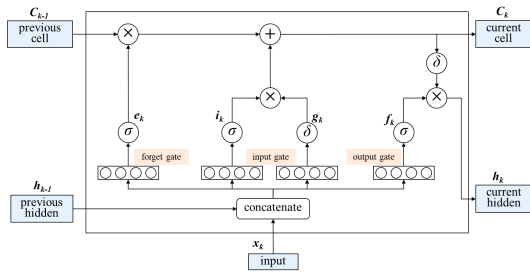 C_{k-1}
previous
cell
×
+
C_k
current
cell
δ
×
×
e_k
i_k
g_k
f_k
σ
σ
δ
σ
forget gate
input gate
output gate
h_{k-1}
previous
hidden
concatenate
h_k
current
hidden
x_k
input